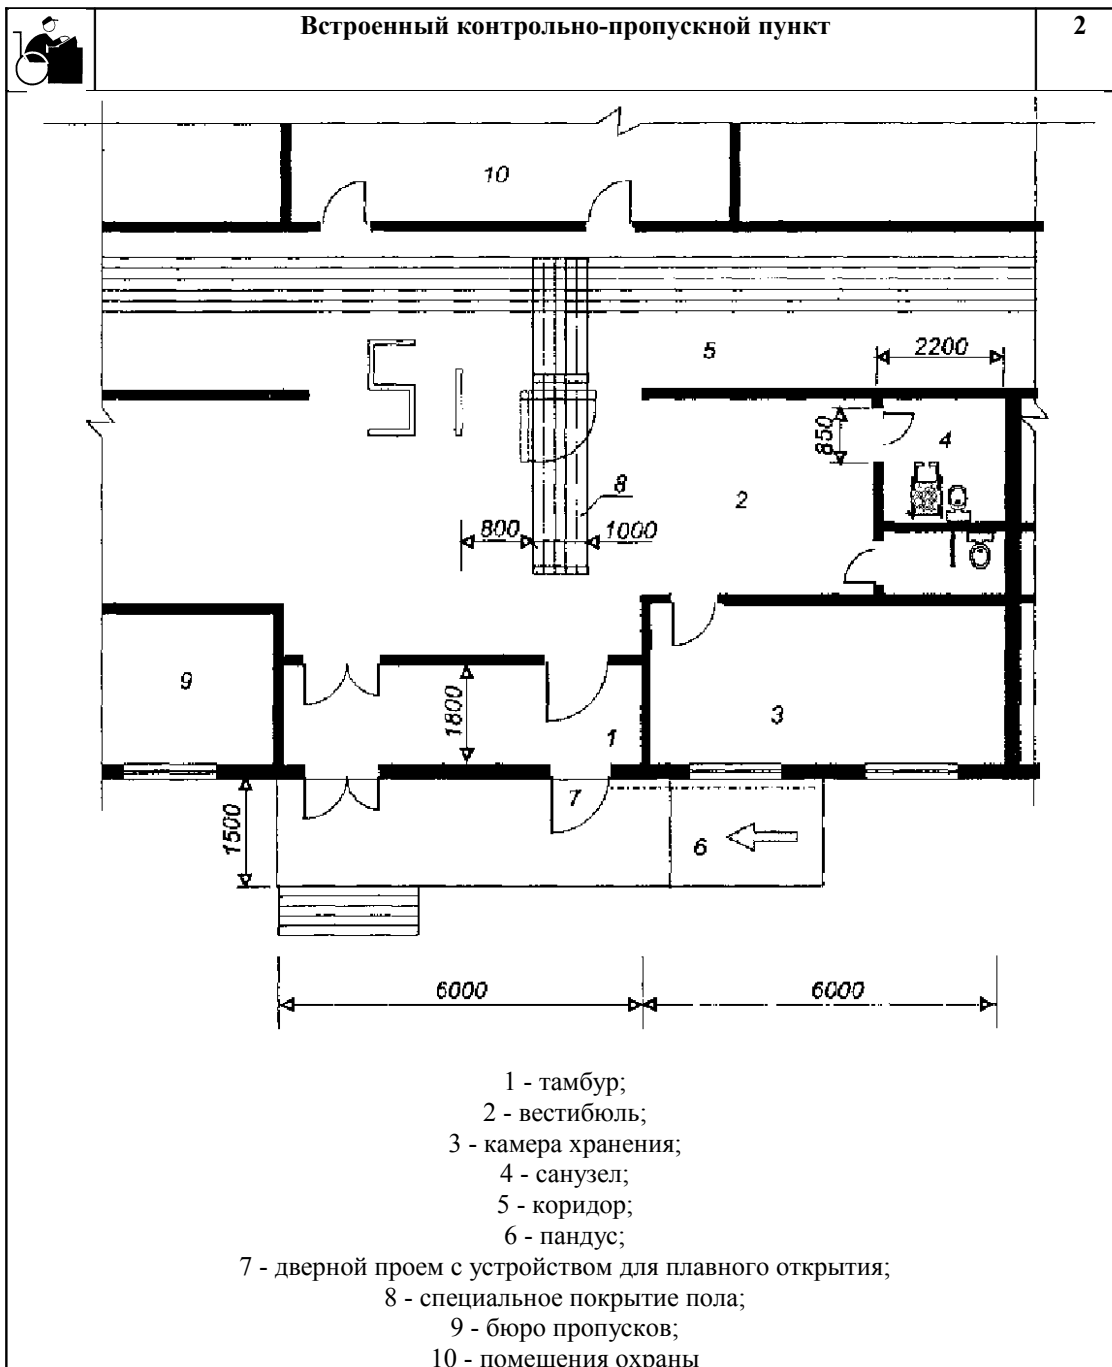 Встроенный контрольно-пропускной пункт 2
10
5
2200
850
4
8
2
800
1000
9
1800
1
3
7
1500
6
6000
6000
1 - тамбур;
2 - вестибюль;
3 - камера хранения;
4 - санузел;
5 - коридор;
6 - пандус;
7 - дверной проем с устройством для плавного открытия;
8 - специальное покрытие пола;
9 - бюро пропусков;
10 - помещения охраны